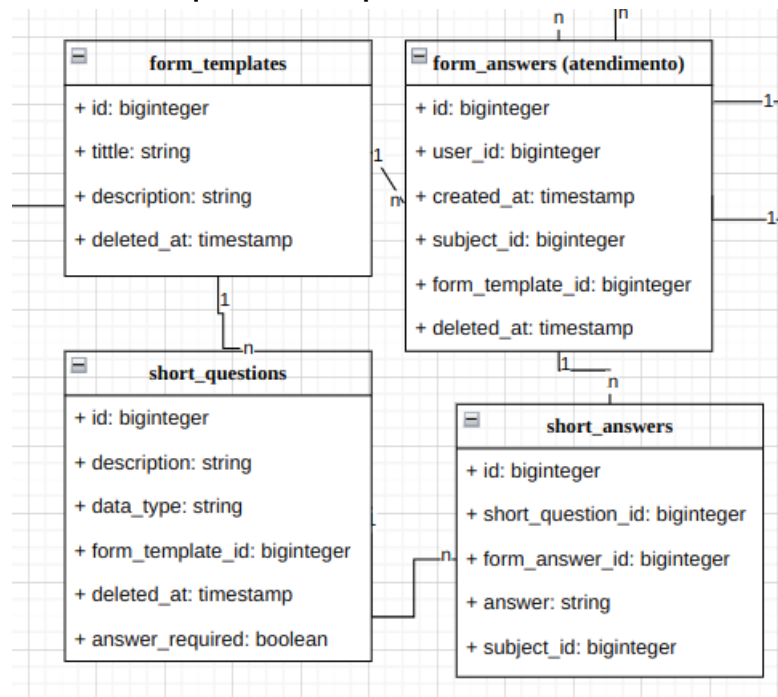 n
n
form_templates
+ id: biginteger
+ tittle: string
+ description: string
+ deleted_at: timestamp
form_answers (atendimento)
+ id: biginteger
+ user_id: biginteger
+ created_at: timestamp
+ subject_id: biginteger
+ form_template_id: biginteger
+ deleted_at: timestamp
1
n
1
1
1
n
1
n
short_questions
+ id: biginteger
+ description: string
+ data_type: string
+ form_template_id: biginteger
+ deleted_at: timestamp
+ answer_required: boolean
n
short_answers
+ id: biginteger
+ short_question_id: biginteger
+ form_answer_id: biginteger
+ answer: string
+ subject_id: biginteger